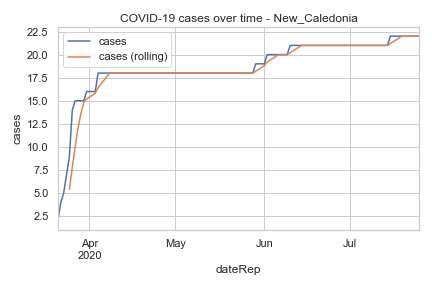 COVID-19 cases over time - New_Caledonia
cases
cases (rolling)
22.5
20.0
17.5
15.0
12.5
10.0
7.5
5.0
2.5
cases
Apr
2020
May
Jun
Jul
dateRep